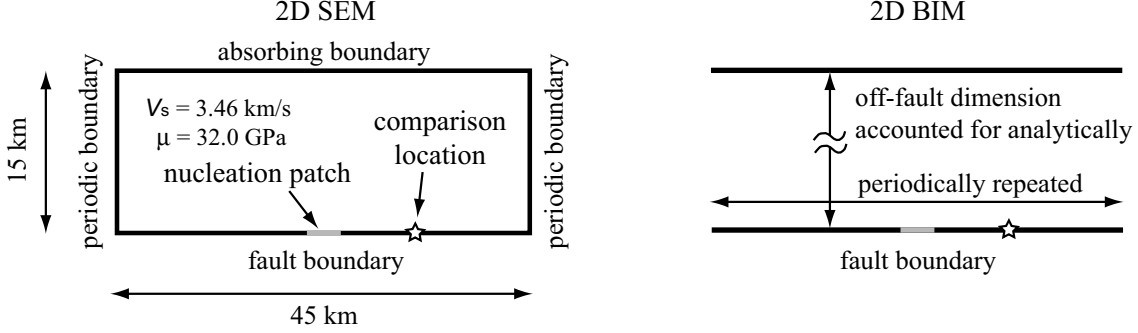 2D SEM
absorbing boundary
periodic boundary
15 km
Vs = 3.46 km/s
μ = 32.0 GPa
nucleation patch
comparison
location
periodic boundary
fault boundary
45 km
2D BIM
off-fault dimension
accounted for analytically
periodically repeated
fault boundary